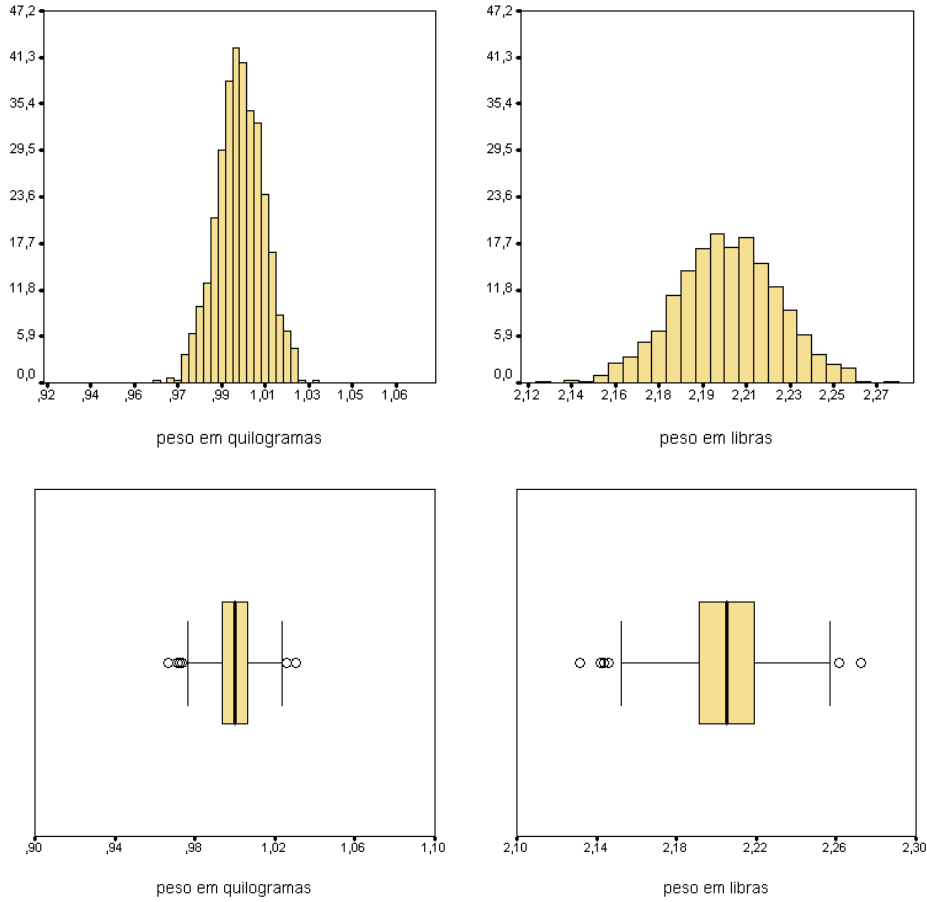 47,2
41,3
35,4
29,5
23,6
17,7
11,8
5,9
0,0
,92 ,94 ,96 ,97 ,99 1,01 1,03 1,05 1,06
peso em quilogramas
47,2
41,3
35,4
29,5
23,6
17,7
11,8
5,9
0,0
2,12 2,14 2,16 2,18 2,19 2,21 2,23 2,25 2,27
peso em libras
,90 ,94 ,98 1,02 1,06 1,10
peso em quilogramas
2,10 2,14 2,18 2,22 2,26 2,30
peso em libras